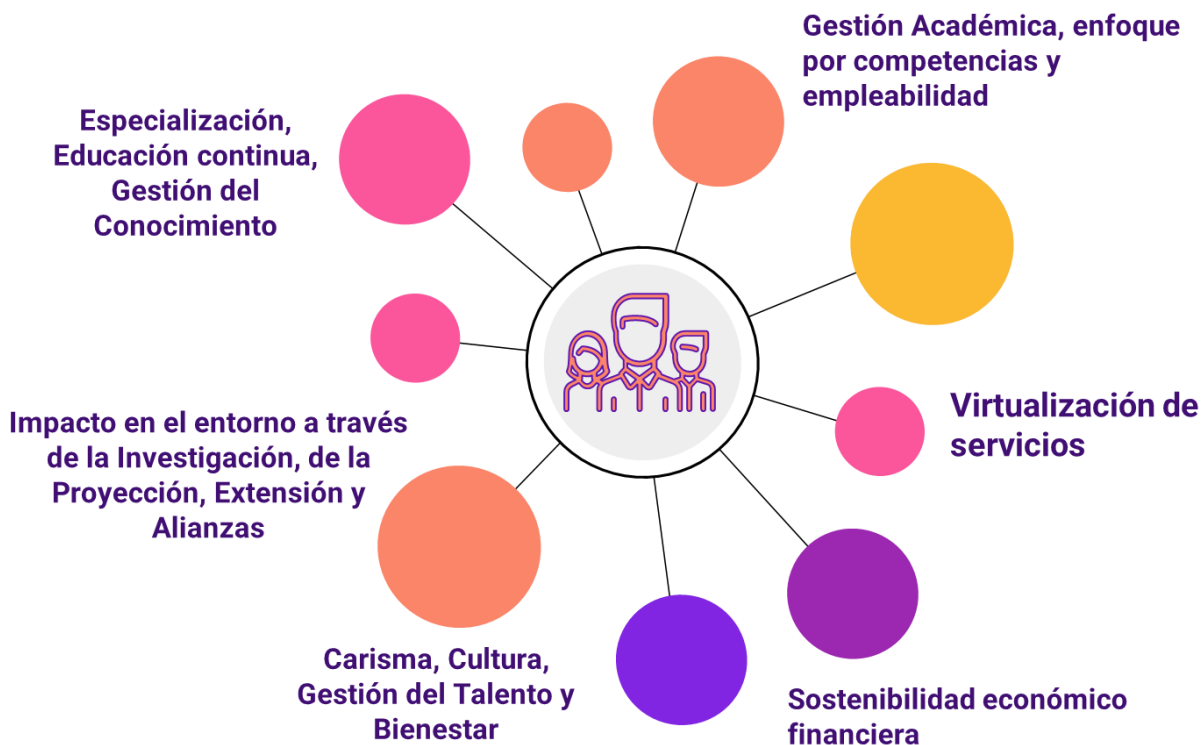 Gestión Académica, enfoque
por competencias y
empleabilidad
Especialización,
Educación continua,
Gestión del
Conocimiento
Virtualización de
servicios
Impacto en el entorno a través
de la Investigación, de la
Proyección, Extensión y
Alianzas
Carisma, Cultura,
Gestión del Talento y
Bienestar
Sostenibilidad económico
financiera